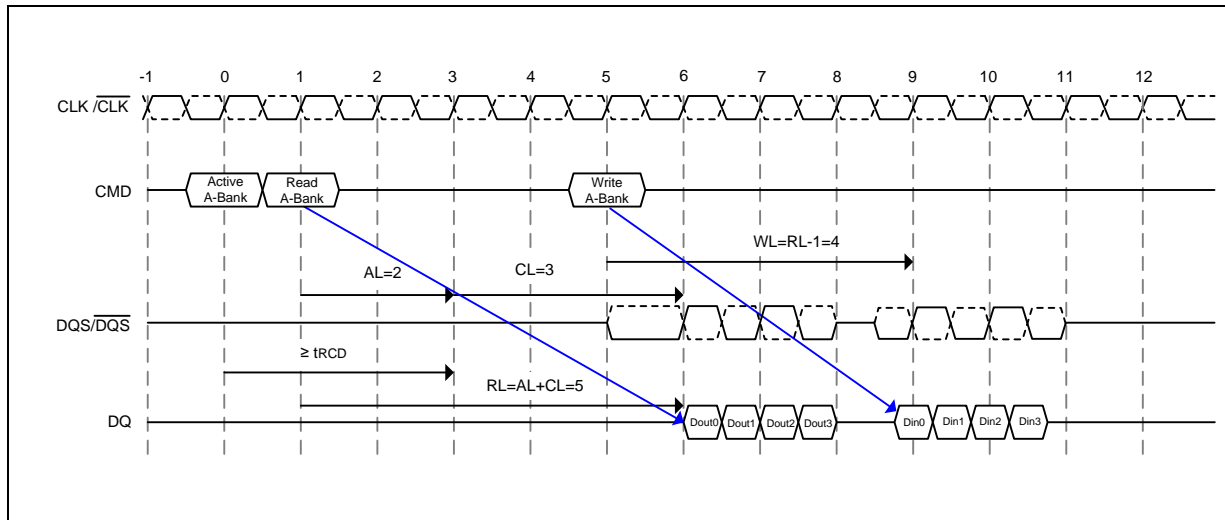 -1 0 1 2 3 4 5 6 7 8 9 10 11 12
CLK /CLK
CMD
Active
A-Bank
Read
A-Bank
Write
A-Bank
WL=RL-1=4
AL=2
CL=3
DQS/DQS
≥ tRCD
RL=AL+CL=5
DQ
Dout0 Dout1 Dout2 Dout3 Din0 Din1 Din2 Din3